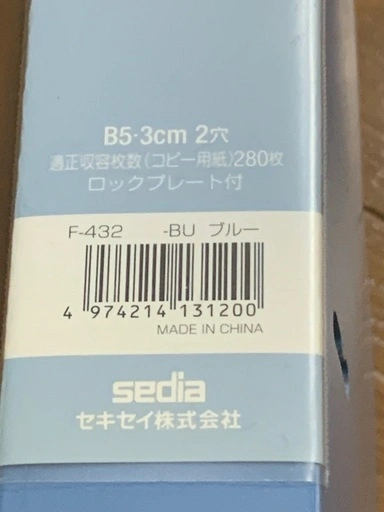 B5·3cm 2穴
適正収容枚数(コピー用紙)280枚
ロックプレート付
F-432 -BU ブルー
4 974214 131200
MADE IN CHINA
sedia
セキセイ株式会社